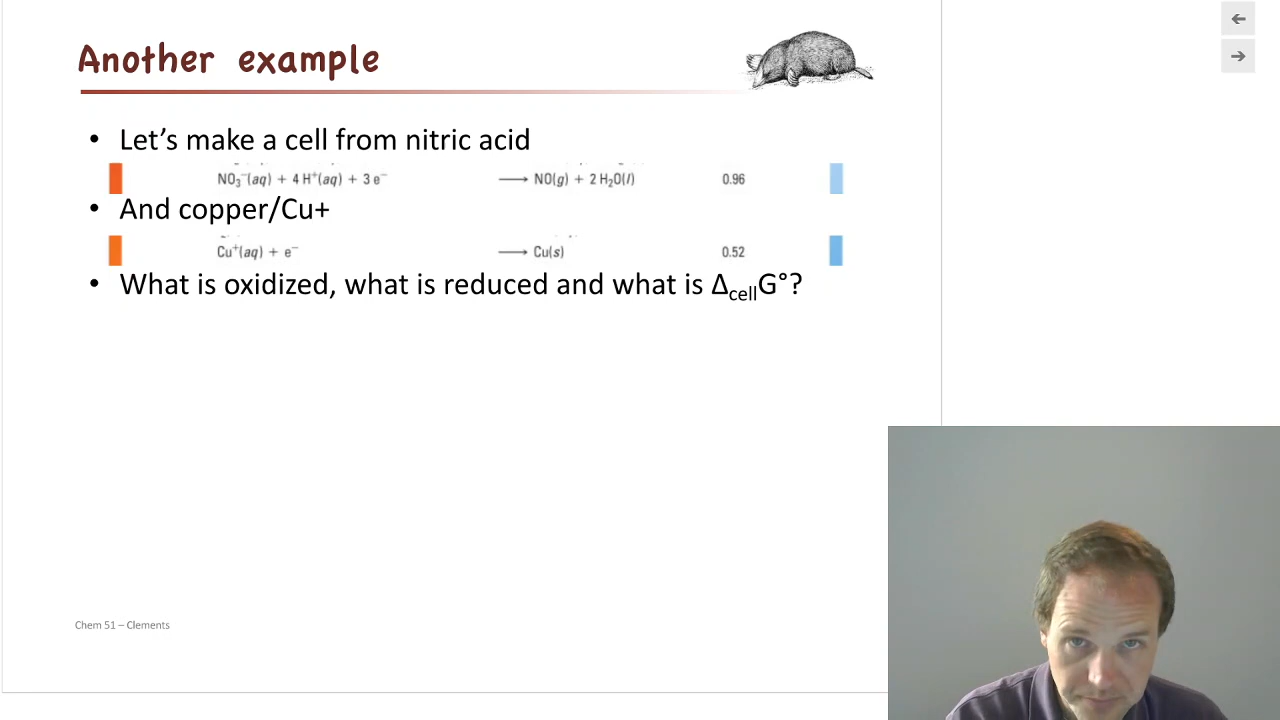 Another example
• Let’s make a cell from nitric acid
NO₃⁻(aq) + 4 H⁺(aq) + 3 e⁻ ⟶ NO(g) + 2 H₂O(l) 0.96
• And copper/Cu+
Cu⁺(aq) + e⁻ ⟶ Cu(s) 0.52
• What is oxidized, what is reduced and what is Δcell​G°?
Chem 51 – Clements